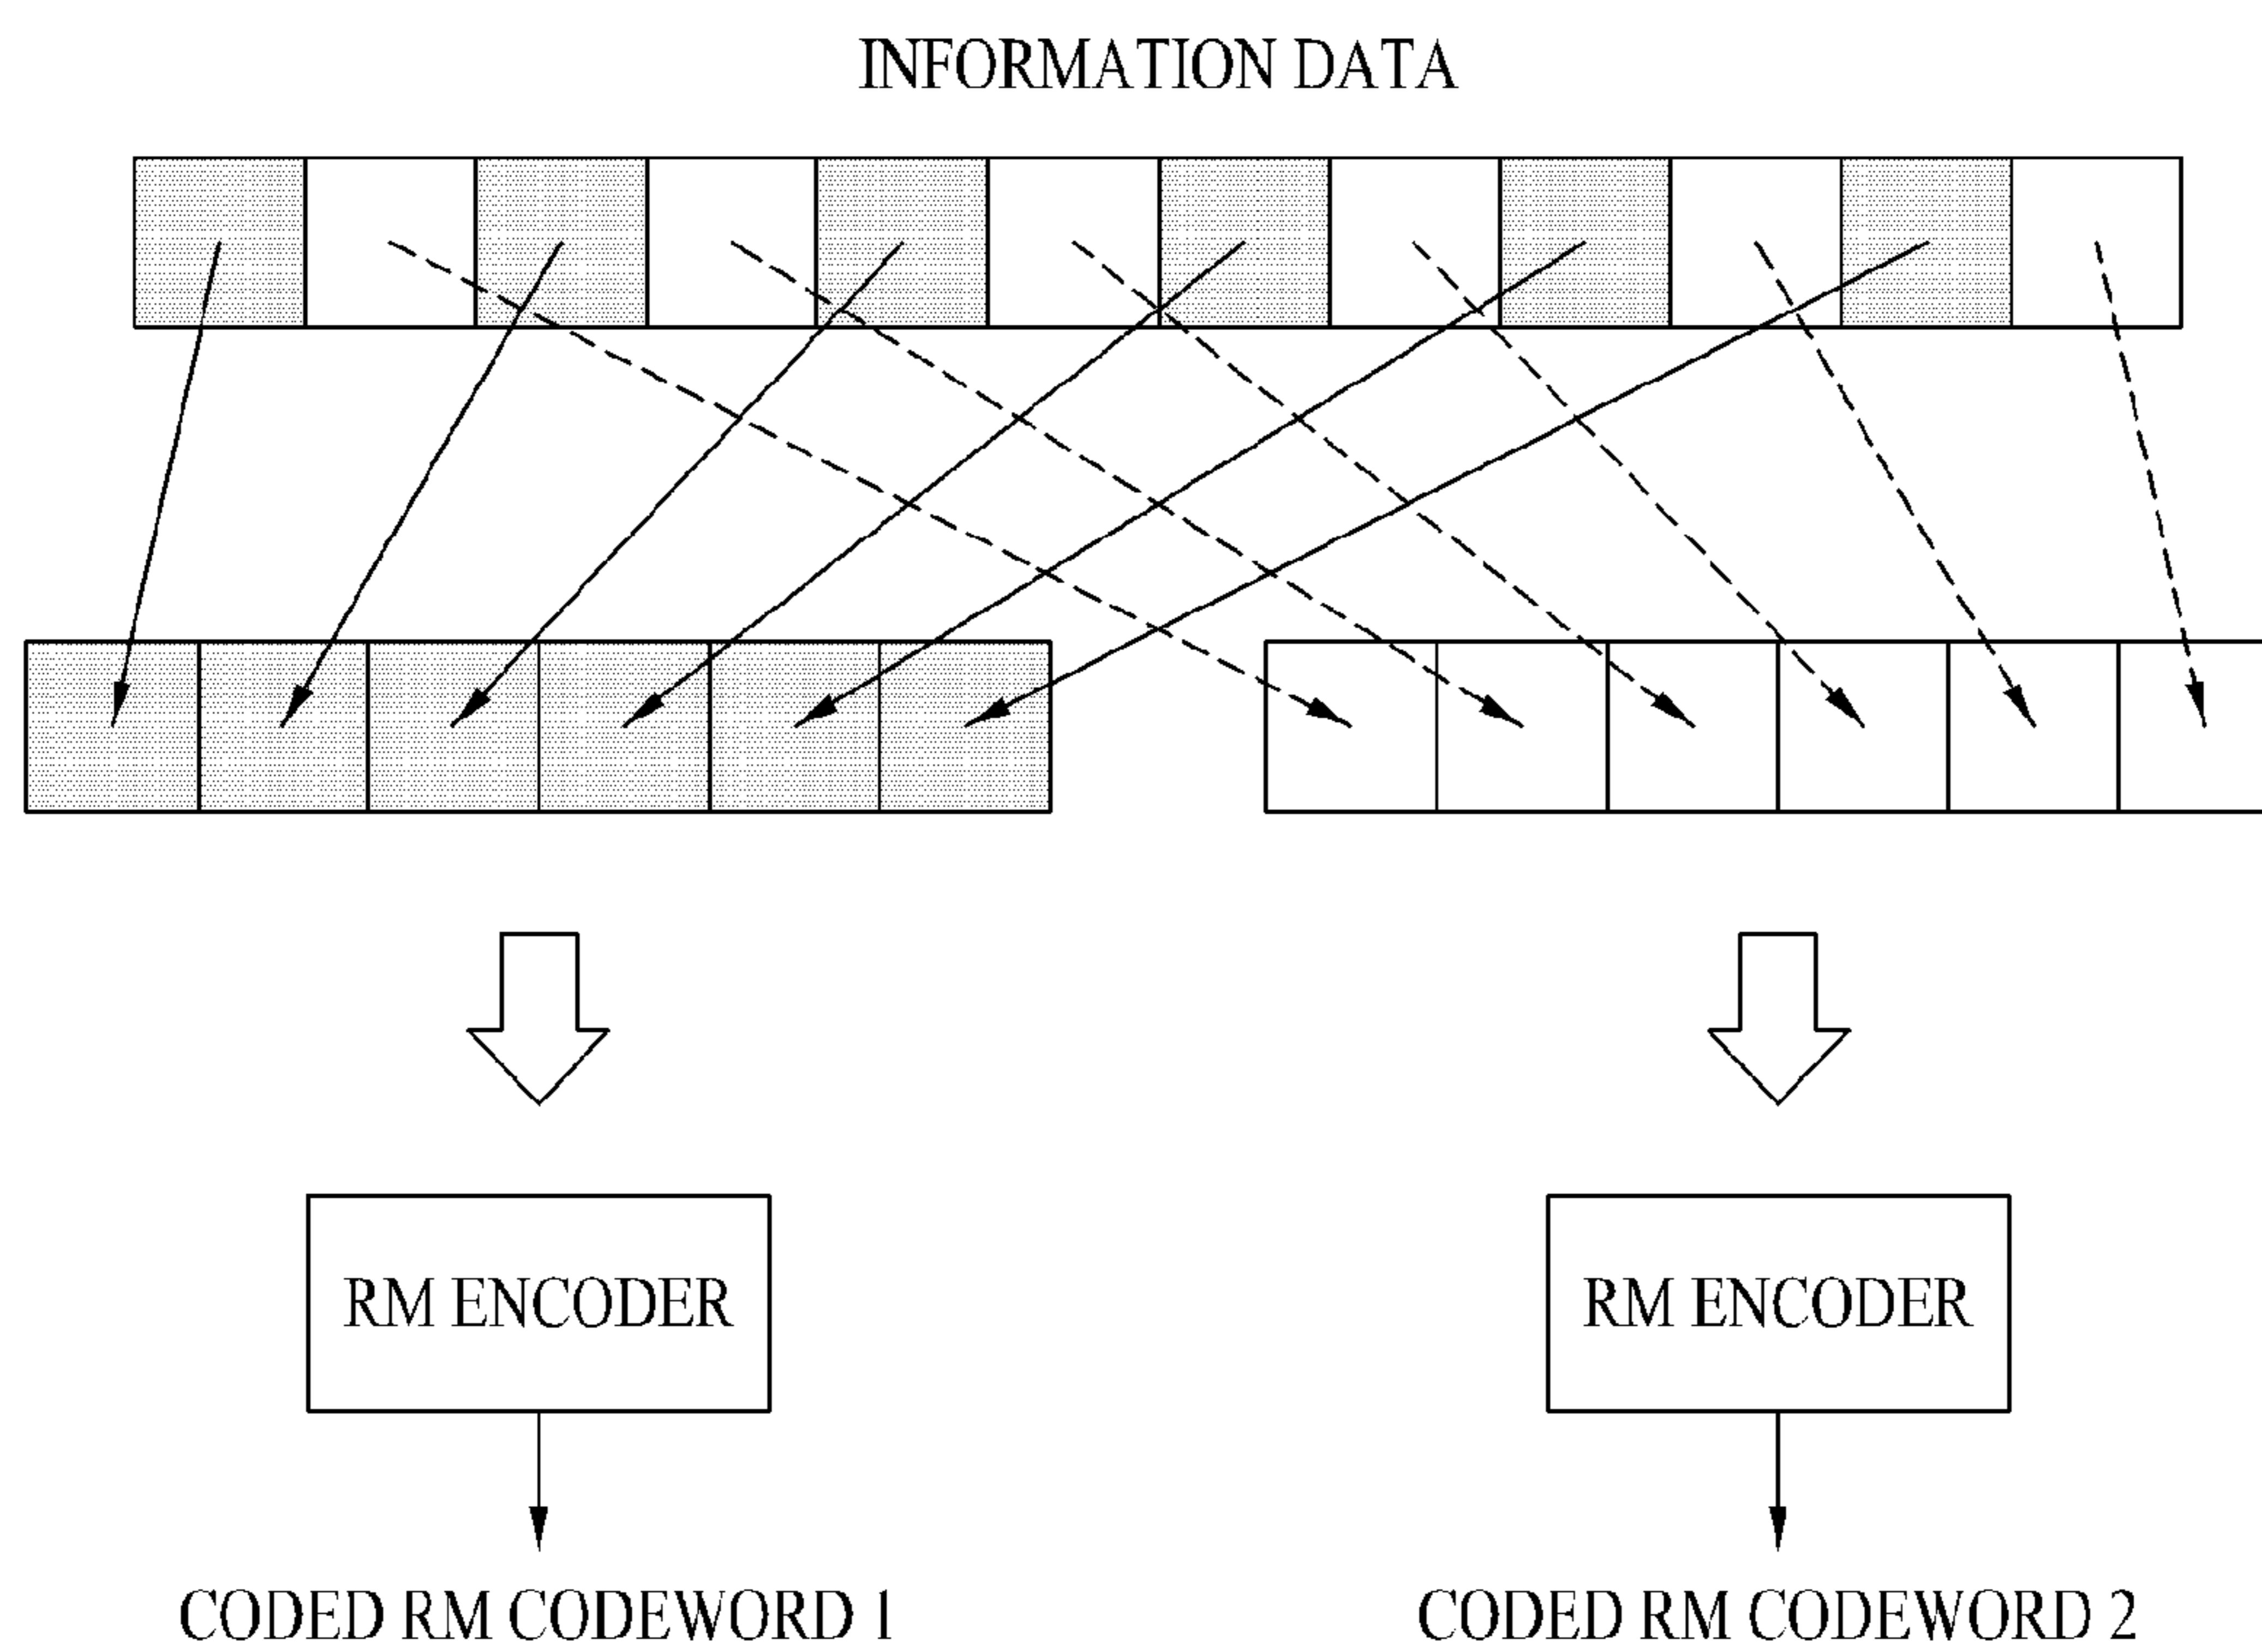 INFORMATION DATA
RM ENCODER
RM ENCODER
CODED RM CODEWORD 1
CODED RM CODEWORD 2